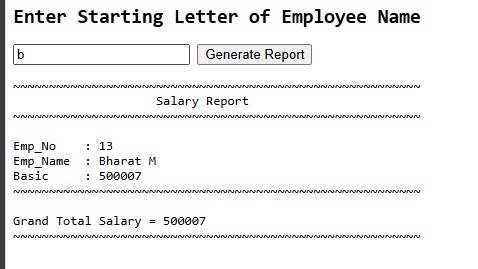 Enter Starting Letter of Employee Name
b Generate Report
~~~~~~~~~~~~~~~~~~~~~~~~~~~~~~~~~~~~~~~~~~~~~~~~~~~~~~~~~
Salary Report
~~~~~~~~~~~~~~~~~~~~~~~~~~~~~~~~~~~~~~~~~~~~~~~~~~~~~~~~~
Emp_No    : 13
Emp_Name  : Bharat M
Basic     : 500007
~~~~~~~~~~~~~~~~~~~~~~~~~~~~~~~~~~~~~~~~~~~~~~~~~~~~~~~~~
Grand Total Salary = 500007
~~~~~~~~~~~~~~~~~~~~~~~~~~~~~~~~~~~~~~~~~~~~~~~~~~~~~~~~~